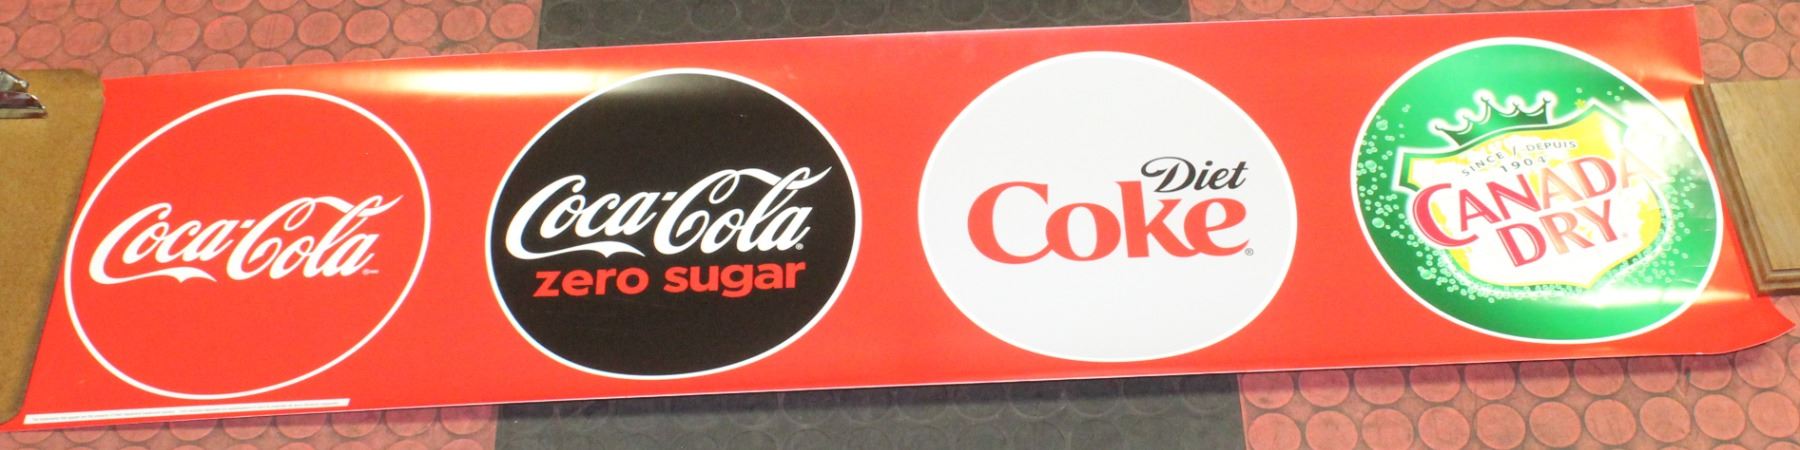 Coca-Cola
Coca-Cola
zero sugar
Diet
Coke
SINCE / DEPUIS
1904
CANADA
DRY